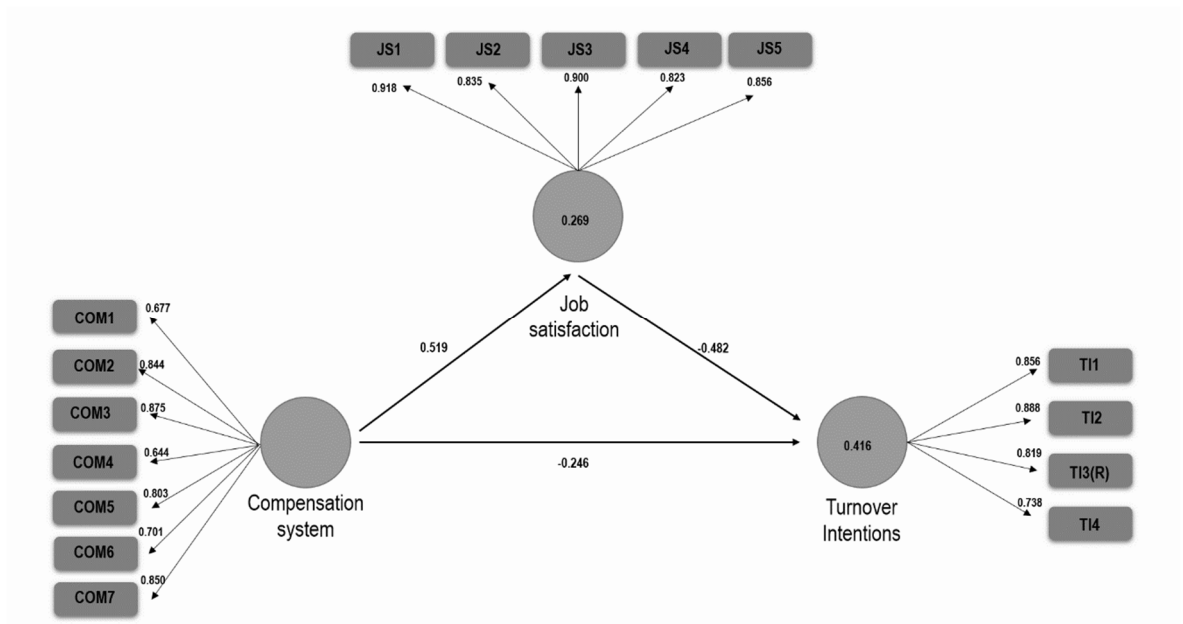 JS1
JS2
JS3
JS4
JS5
0.918
0.835
0.900
0.823
0.856
0.269
Job
satisfaction
0.519
-0.482
-0.246
COM1
0.677
COM2
0.844
COM3
0.875
COM4
0.644
COM5
0.803
COM6
0.701
COM7
0.850
Compensation
system
0.416
Turnover
Intentions
0.856
TI1
0.888
TI2
0.819
TI3(R)
0.738
TI4